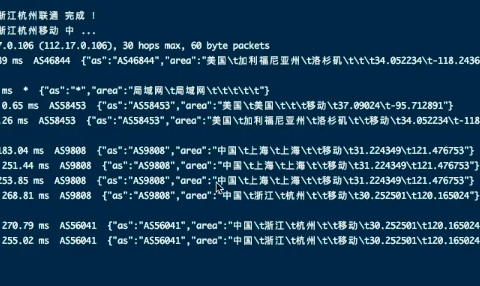 浙江杭州联通 完成 !
浙江杭州移动 中 ...
7.0.106 (112.17.0.106), 30 hops max, 60 byte packets
39 ms AS46844 {"as":"AS46844","area":"美国\t加利福尼亚州\t洛杉矶\t\t\t34.052234\t-118.2436
ms * {"as":"*","area":"局域网\t局域网\t\t\t\t\t"}
0.65 ms AS58453 {"as":"AS58453","area":"美国\t美国\t\t\t移动\t37.09024\t-95.712891"}
.26 ms AS58453 {"as":"AS58453","area":"美国\t加利福尼亚州\t洛杉矶\t\t移动\t34.052234\t-118
183.04 ms AS9808 {"as":"AS9808","area":"中国\t上海\t上海\t\t移动\t31.224349\t121.476753"}
251.44 ms AS9808 {"as":"AS9808","area":"中国\t上海\t上海\t\t移动\t31.224349\t121.476753"}
253.85 ms AS9808 {"as":"AS9808","area":"中国\t上海\t上海\t\t移动\t31.224349\t121.476753"}
268.81 ms AS9808 {"as":"AS9808","area":"中国\t浙江\t杭州\t\t移动\t30.252501\t120.165024"}
270.79 ms AS56041 {"as":"AS56041","area":"中国\t浙江\t杭州\t\t移动\t30.252501\t120.165024
255.02 ms AS56041 {"as":"AS56041","area":"中国\t浙江\t杭州\t\t移动\t30.252501\t120.165024